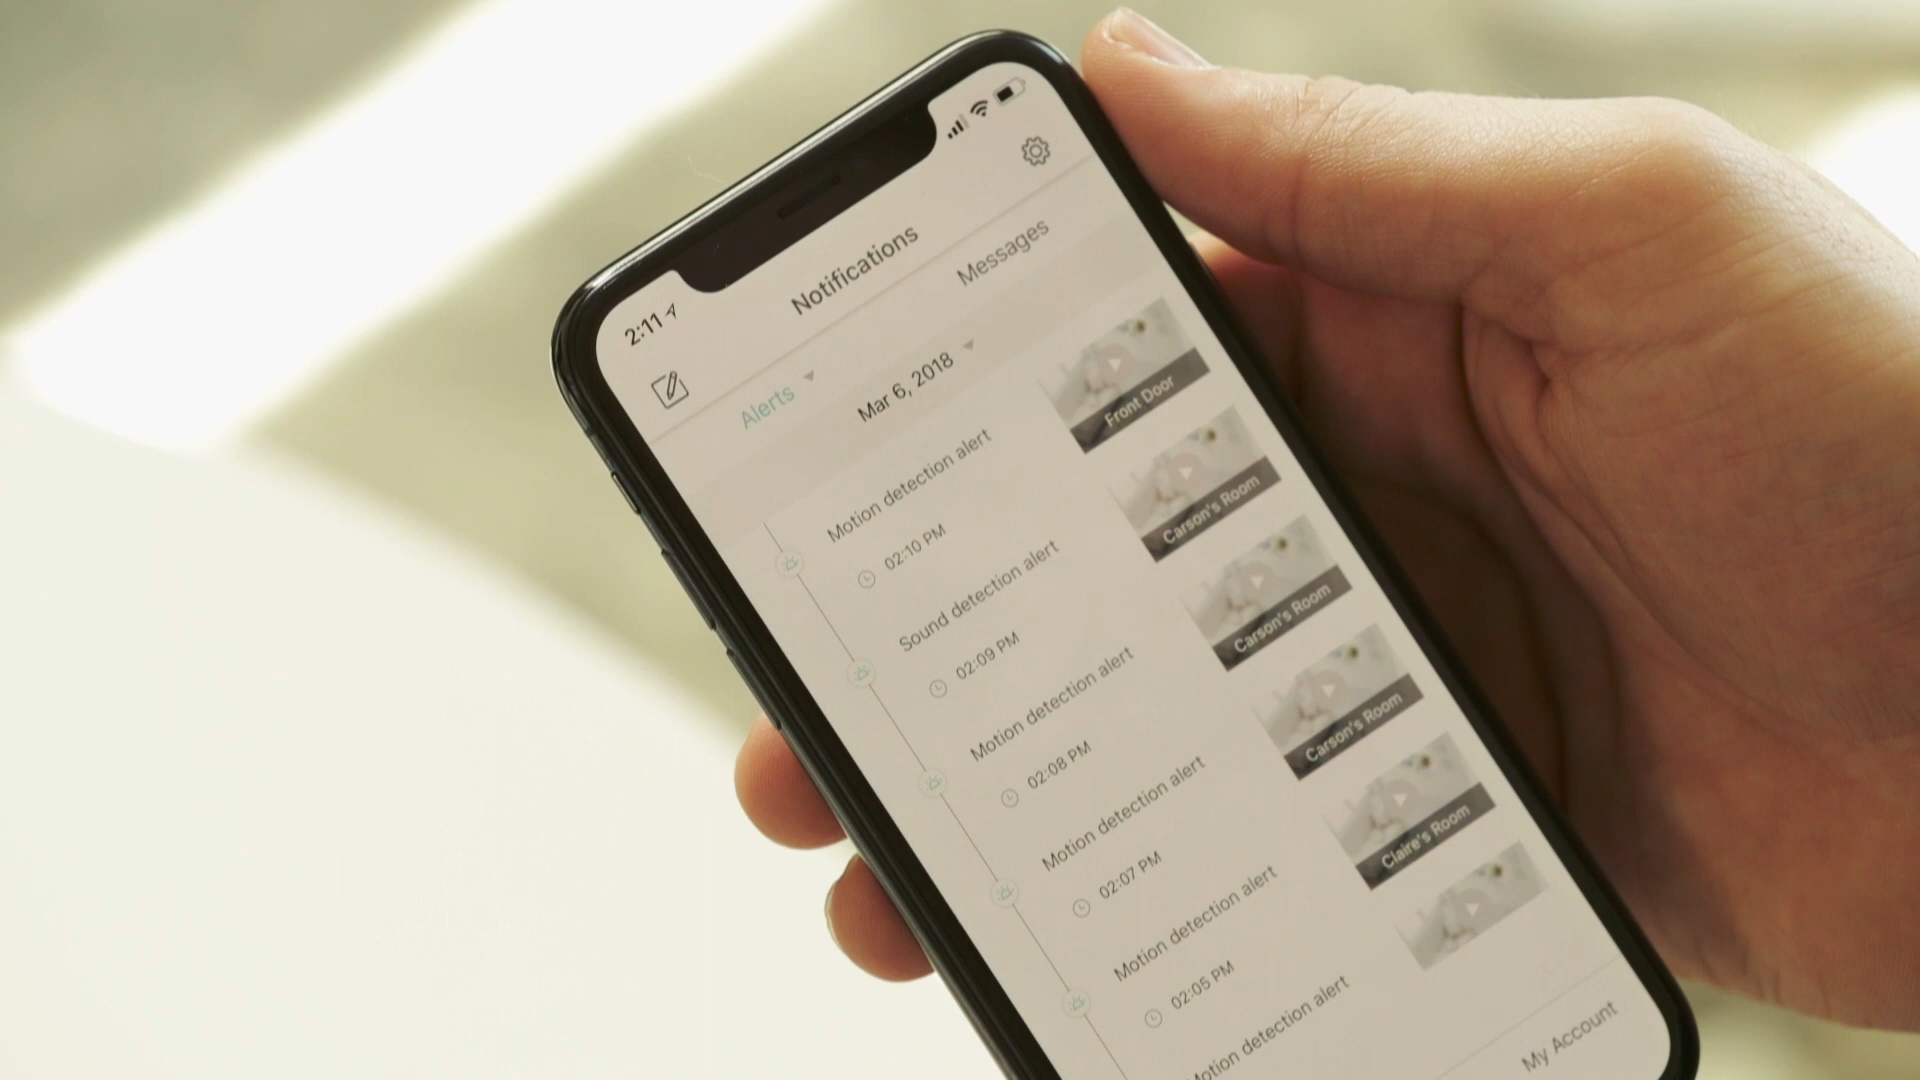 2:11
Notifications
Alerts
Messages
Mar 6, 2018
Motion detection alert
02:10 PM
Front Door
Sound detection alert
02:09 PM
Carson's Room
Motion detection alert
02:08 PM
Carson's Room
Motion detection alert
02:07 PM
Carson's Room
Motion detection alert
02:05 PM
Claire's Room
Motion detection alert
My Account